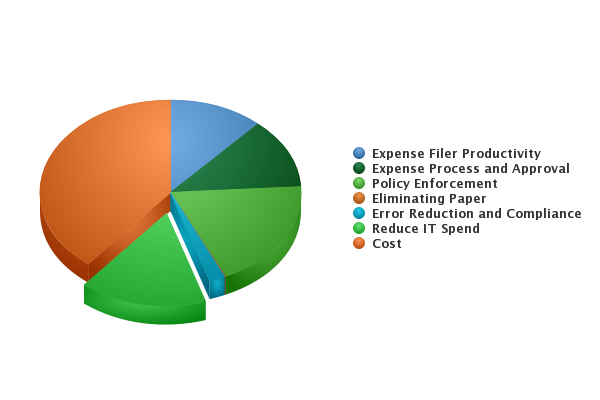 Expense Filer Productivity
Expense Process and Approval
Policy Enforcement
Eliminating Paper
Error Reduction and Compliance
Reduce IT Spend
Cost